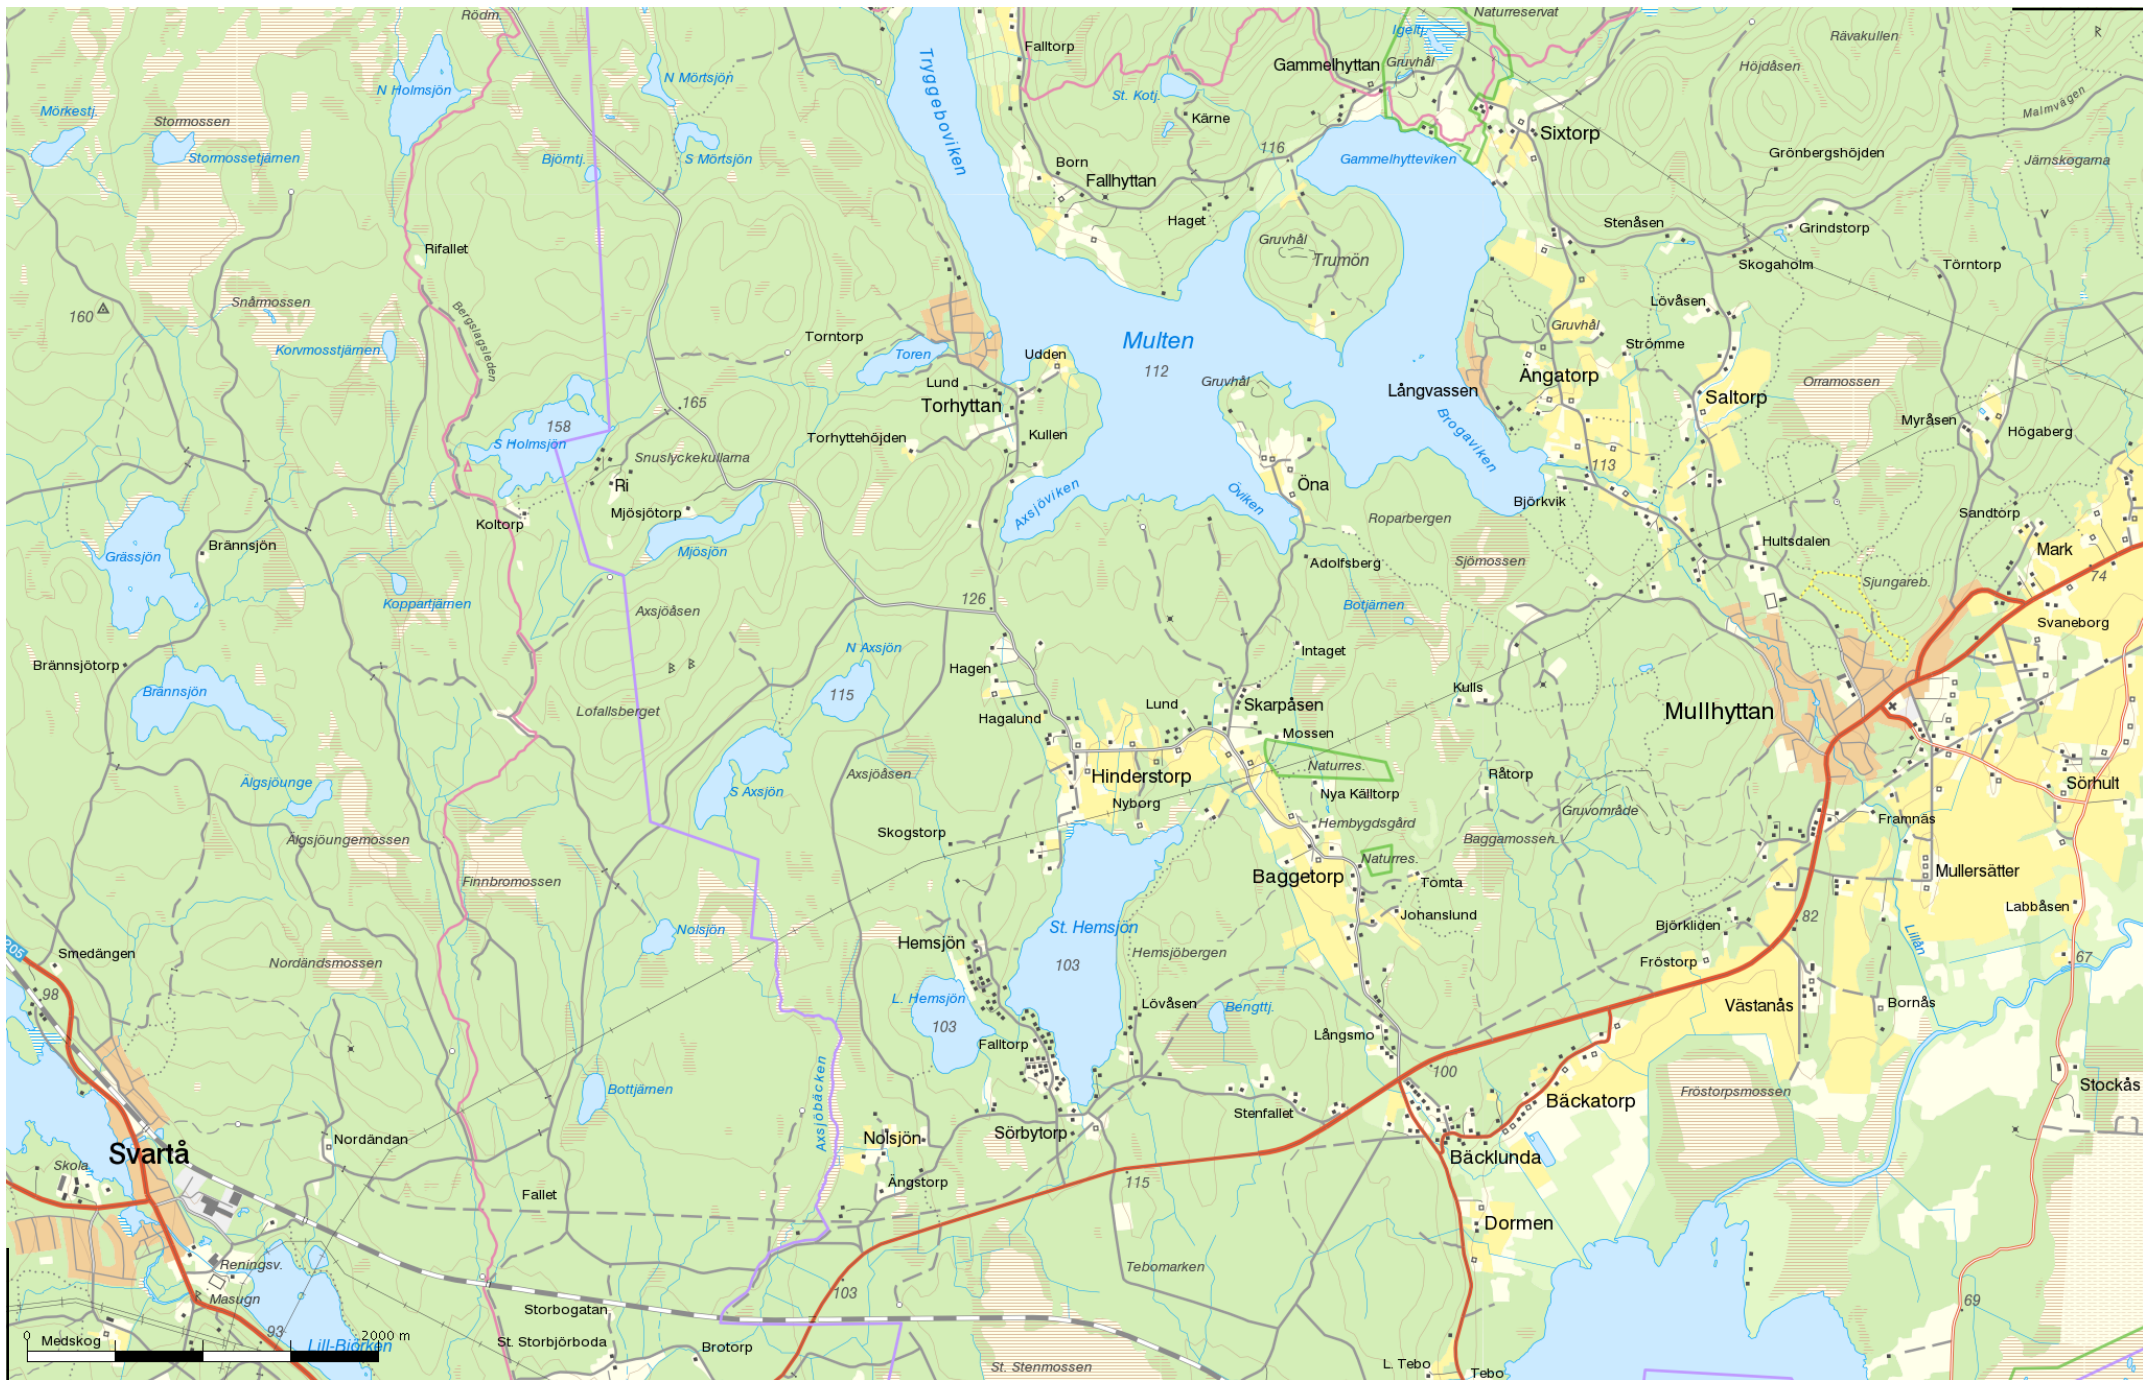 Rödm.
Naturreservat
Igeltj.
Rävakullen
Falltorp
Tryggeboviken
Gammelhyttan
Gruvhål
Höjdåsen
N Mörtsjön
N Holmsjön
St. Kotj.
Malmvägen
Mörkestj.
Stormossen
Kärne
Sixtorp
116
Stormossetjärnen
Björntj.
S Mörtsjön
Born
Gammelhytteviken
Grönbergshöjden
Järnskogarna
Fallhyttan
Haget
Stenåsen
Grindstorp
Rifallet
Gruvhål
Trumön
Skogaholm
Törntorp
Snårmossen
160
Bergslagsleden
Lövåsen
Gruvhål
Korvmosstjärnen
Torntorp
Toren
Udden
Multen
112
Strömme
Lund
Gruvhål
Långvassen
Ängatorp
Orramossen
Saltorp
165
Torhyttan
158
S Holmsjön
Torhyttehöjden
Kullen
Brogaviken
Myråsen
Högaberg
Snuslyckekullarna
113
Ri
Axsjöviken
Öviken
Öna
Björkvik
Koltorp
Mjösjötorp
Roparbergen
Sandtorp
Grässjön
Brännsjön
Mjösjön
Adolfsberg
Sjömossen
Hultsdalen
Mark
74
Koppartjärnen
Axsjöåsen
126
Botjärnen
Sjungareb.
Svaneborg
Brännsjötorp
N Axsjön
Hagen
Intaget
Brännsjön
115
Kulls
Lofallsberget
Hagalund
Lund
Skarpåsen
Mullhyttan
Mossen
Älgsjöunge
S Axsjön
Axsjöåsen
Hinderstorp
Naturres.
Råtorp
Sörhult
Nyborg
Nya Källtorp
Gruvområde
Älgsjöungemossen
Skogstorp
Hembygdsgård
Baggamossen
Framnäs
Naturres.
Finnbromossen
Baggetorp
Tomta
Mullersätter
Johanslund
Labbåsen
82
Nolsjön
St. Hemsjön
Björkliden
Lillån
205
Smedängen
Hemsjön
Hemsjöbergen
Fröstorp
67
Nordändsmossen
103
98
L. Hemsjön
103
Lövåsen
Bengttj.
Västanås
Bornås
Falltorp
Långsmo
100
Stockås
Bottjärnen
Axsjöbäcken
Fröstorpsmossen
Stenfallet
Bäckatorp
Svartå
Nordändan
Nolsjön
Sörbytorp
Bäcklunda
Skola
115
Ängstorp
Fallet
Dormen
Reningsv.
Tebomarken
Masugn
103
69
93
Storbogatan
0
2000 m
Medskog
Lill-Björken
St. Storbjörboda
Brotorp
St. Stenmossen
L. Tebo
Tebo